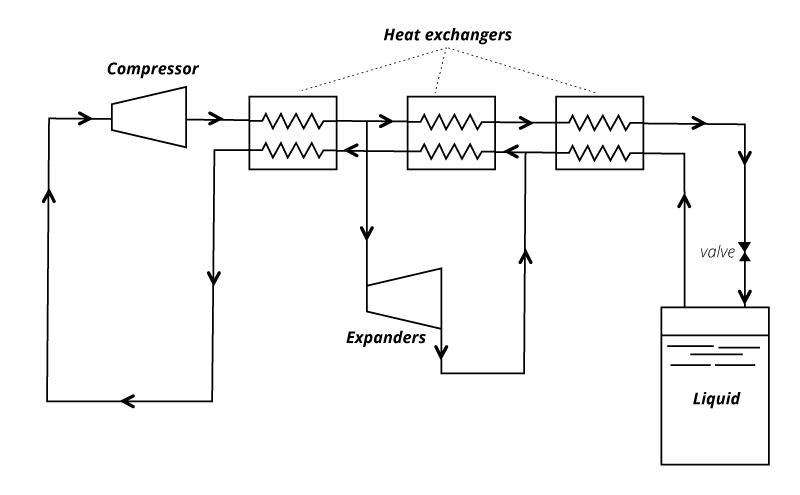 Heat exchangers
Compressor
valve
Expanders
Liquid